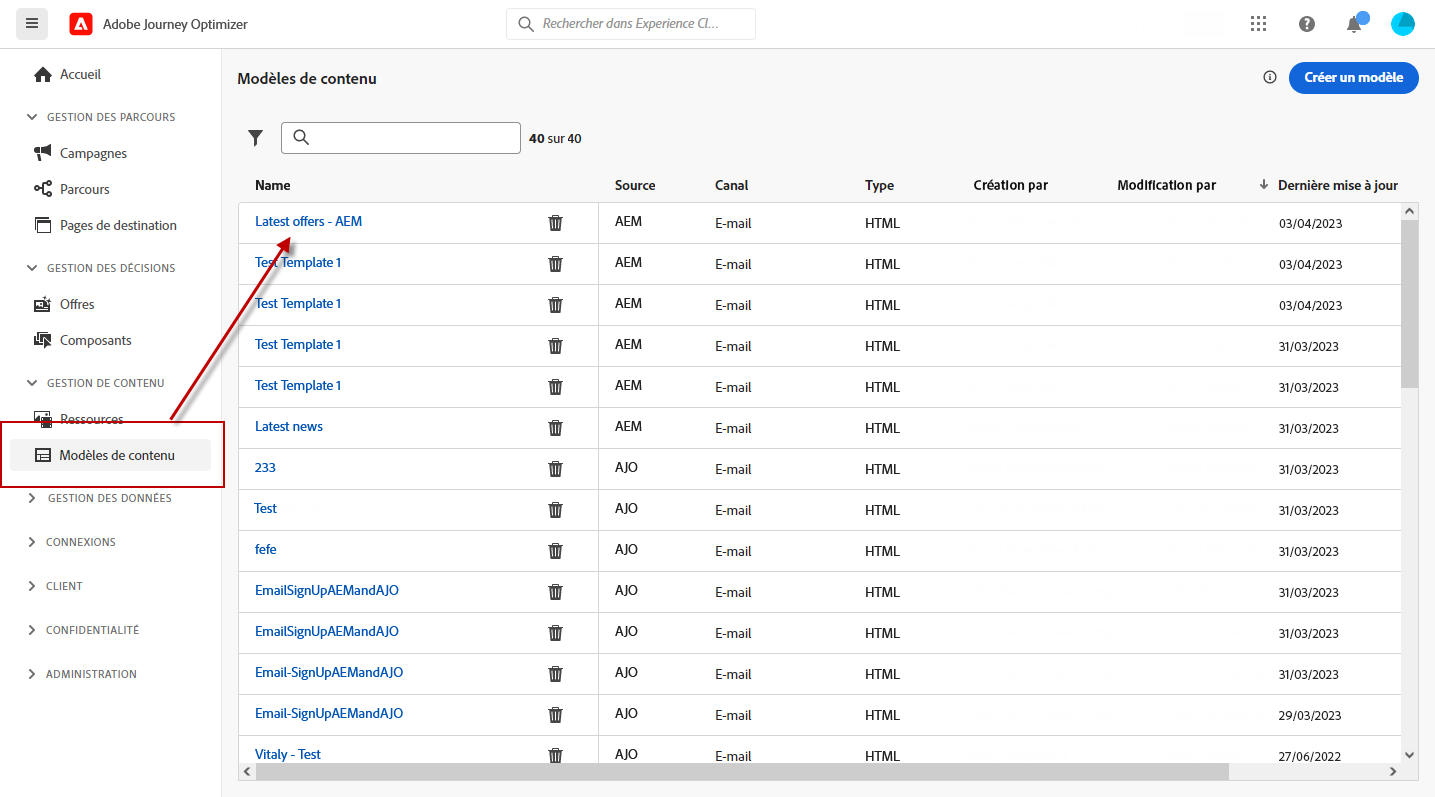 Adobe Journey Optimizer
Rechercher dans Experience Cl...
Accueil
GESTION DES PARCOURS
Campagnes
Parcours
Pages de destination
GESTION DES DÉCISIONS
Offres
Composants
GESTION DE CONTENU
Ressources
Modèles de contenu
GESTION DES DONNÉES
CONNEXIONS
CLIENT
CONFIDENTIALITÉ
ADMINISTRATION
Modèles de contenu
Créer un modèle
40 sur 40
Name Source Canal Type Création par Modification par Dernière mise à jour
Latest offers - AEM AEM E-mail HTML 03/04/2023
Test Template 1 AEM E-mail HTML 03/04/2023
Test Template 1 AEM E-mail HTML 03/04/2023
Test Template 1 AEM E-mail HTML 31/03/2023
Test Template 1 AEM E-mail HTML 31/03/2023
Latest news AEM E-mail HTML 31/03/2023
233 AJO E-mail HTML 31/03/2023
Test AJO E-mail HTML 31/03/2023
fefe AJO E-mail HTML 31/03/2023
EmailSignUpAEMandAJO AJO E-mail HTML 31/03/2023
EmailSignUpAEMandAJO AJO E-mail HTML 31/03/2023
Email-SignUpAEMandAJO AJO E-mail HTML 31/03/2023
Email-SignUpAEMandAJO AJO E-mail HTML 29/03/2023
Vitaly - Test AJO E-mail HTML 27/06/2022